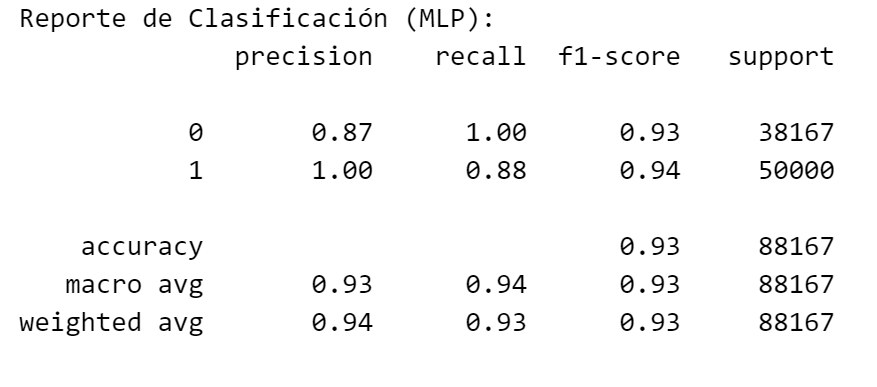 Reporte de Clasificación (MLP):
precision recall f1-score support
0 0.87 1.00 0.93 38167
1 1.00 0.88 0.94 50000
accuracy 0.93 88167
macro avg 0.93 0.94 0.93 88167
weighted avg 0.94 0.93 0.93 88167